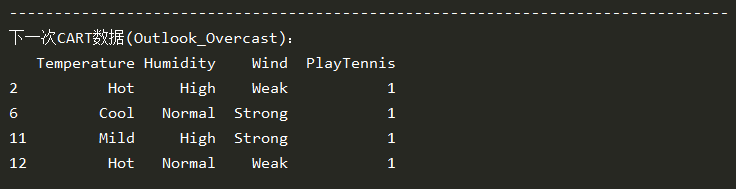 下一次CART数据(Outlook_Overcast):
Temperature Humidity Wind PlayTennis
2 Hot High Weak 1
6 Cool Normal Strong 1
11 Mild High Strong 1
12 Hot Normal Weak 1